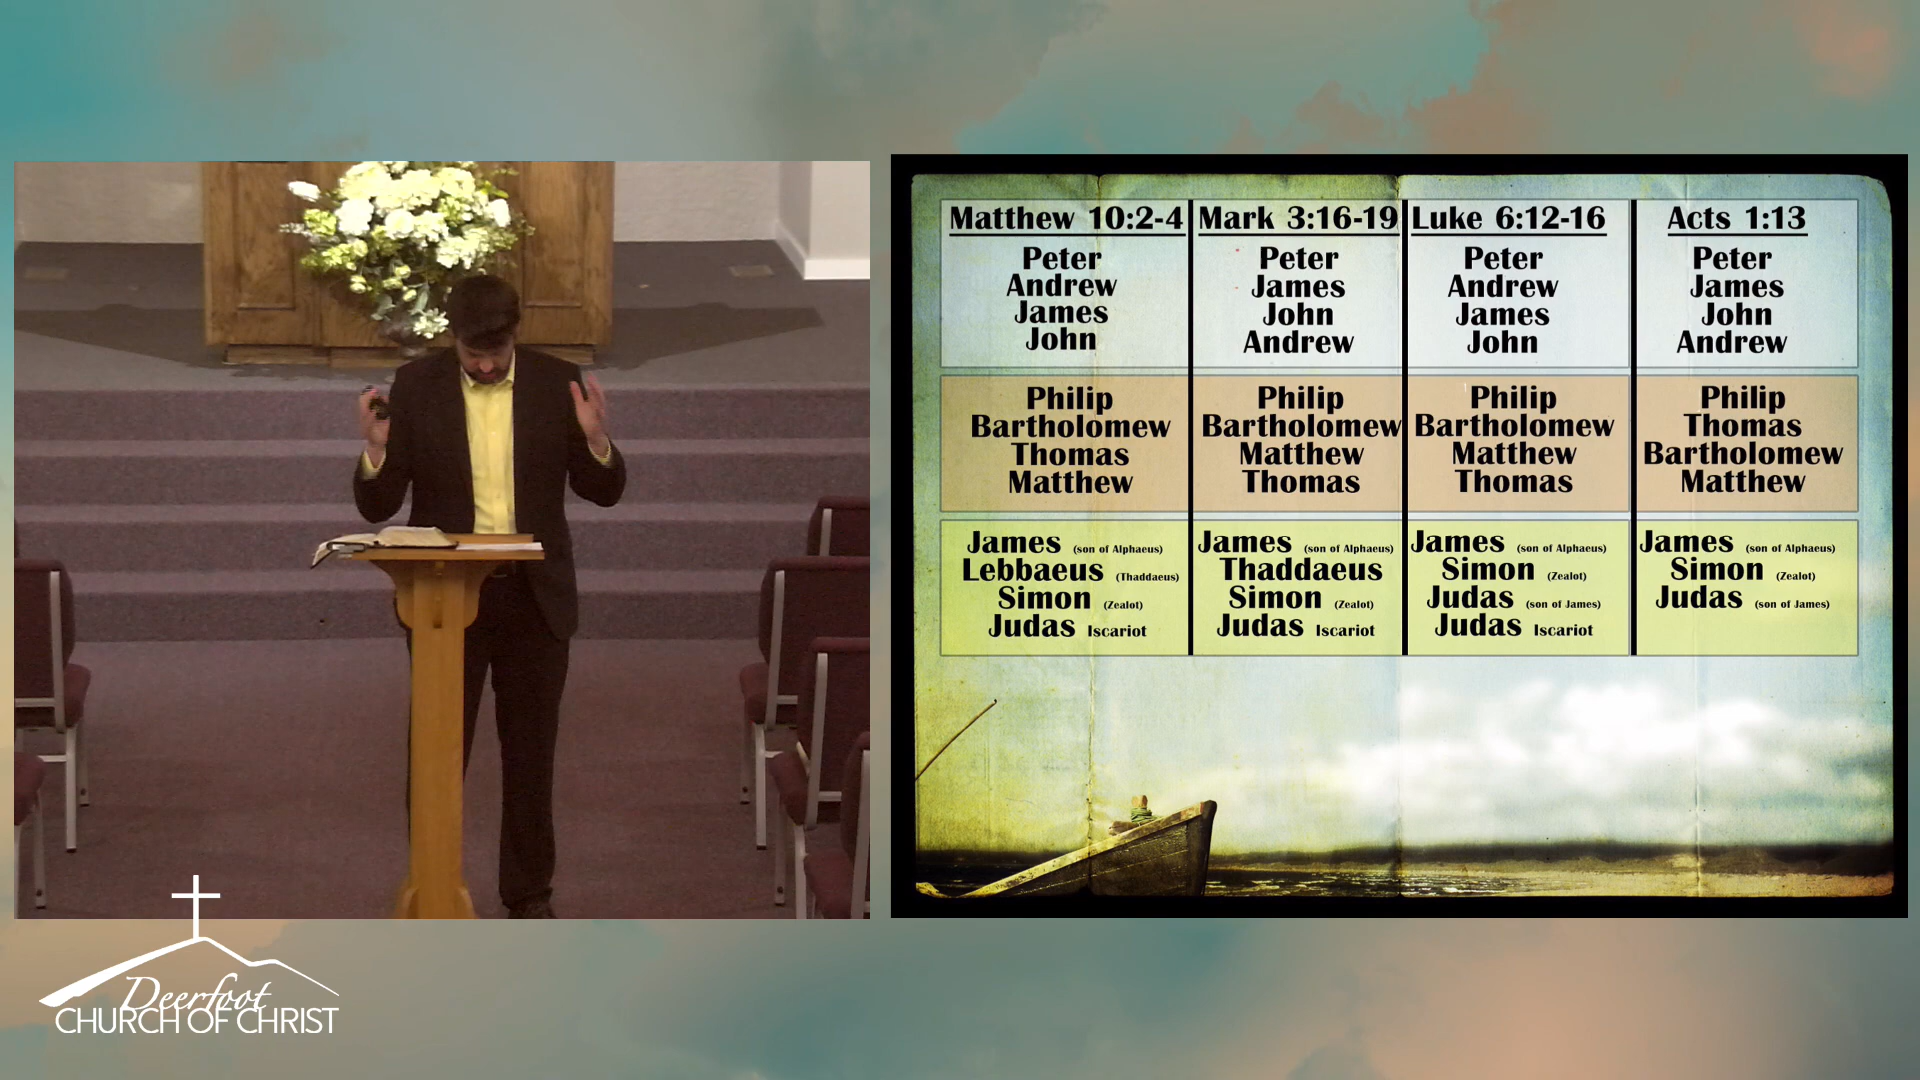 Matthew 10:2-4
Peter
Andrew
James
John
Philip
Bartholomew
Thomas
Matthew
James (son of Alphaeus)
Lebbaeus (Thaddaeus)
Simon (Zealot)
Judas Iscariot
Mark 3:16-19
Peter
James
John
Andrew
Philip
Bartholomew
Matthew
Thomas
James (son of Alphaeus)
Thaddaeus
Simon (Zealot)
Judas Iscariot
Luke 6:12-16
Peter
Andrew
James
John
Philip
Bartholomew
Matthew
Thomas
James (son of Alphaeus)
Simon (Zealot)
Judas (son of James)
Judas Iscariot
Acts 1:13
Peter
James
John
Andrew
Philip
Thomas
Bartholomew
Matthew
James (son of Alphaeus)
Simon (Zealot)
Judas (son of James)
Deerfoot
CHURCH OF CHRIST